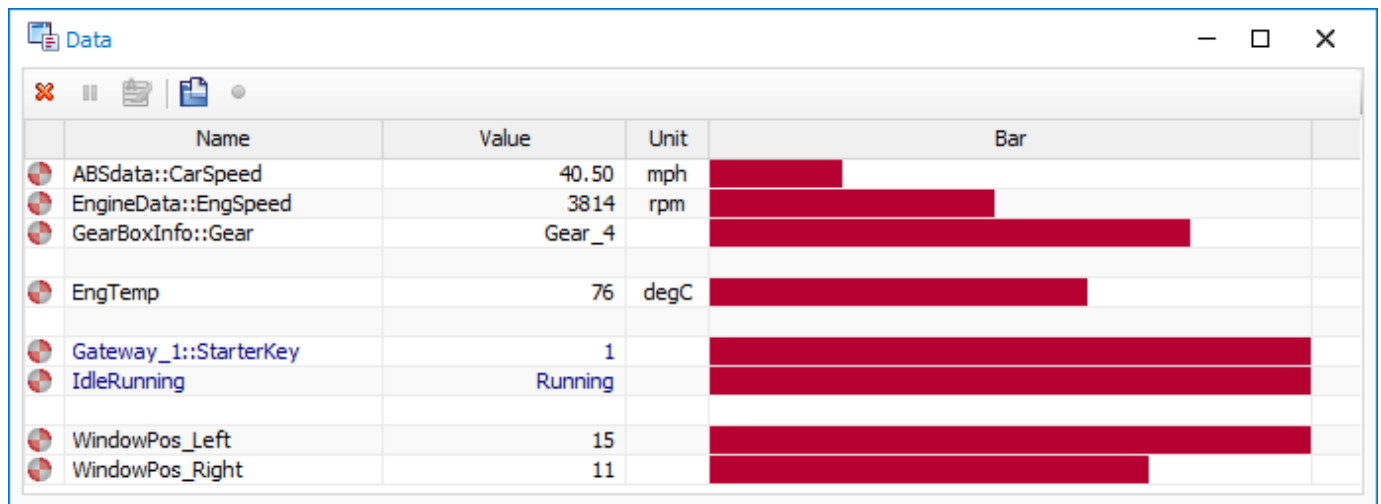 Data
Name Value Unit Bar
ABSdata::CarSpeed 40.50 mph
EngineData::EngSpeed 3814 rpm
GearBoxInfo::Gear Gear_4
EngTemp 76 degC
Gateway_1::StarterKey 1
IdleRunning Running
WindowPos_Left 15
WindowPos_Right 11